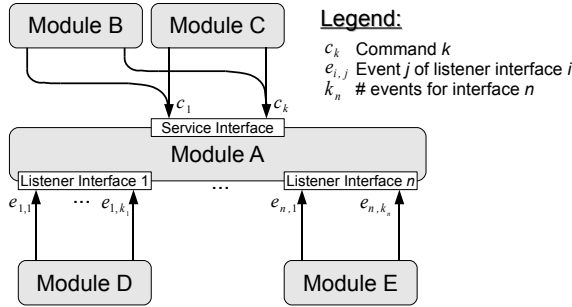 Module B
Module C
Legend:
c_k Command k
e_{i,j} Event j of listener interface i
k_n # events for interface n
c_1
c_k
Service Interface
Module A
Listener Interface 1
...
Listener Interface n
e_{1,1}
...
e_{1,k_1}
e_{n,1}
...
e_{n,k_n}
Module D
Module E